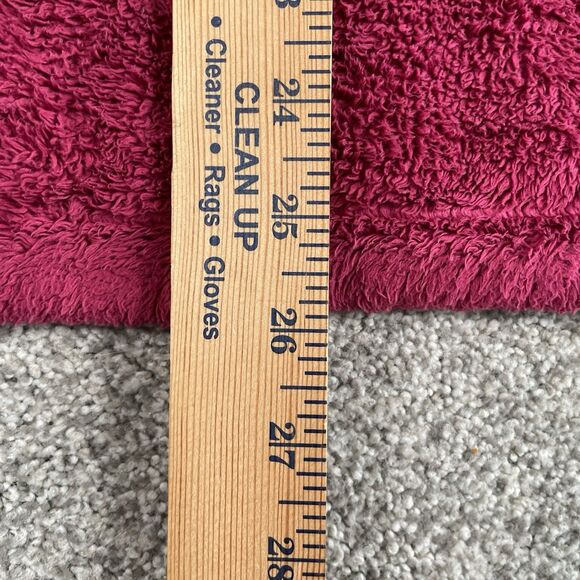 • Cleaner • Rags • Gloves
CLEAN UP
24
25
26
27
28